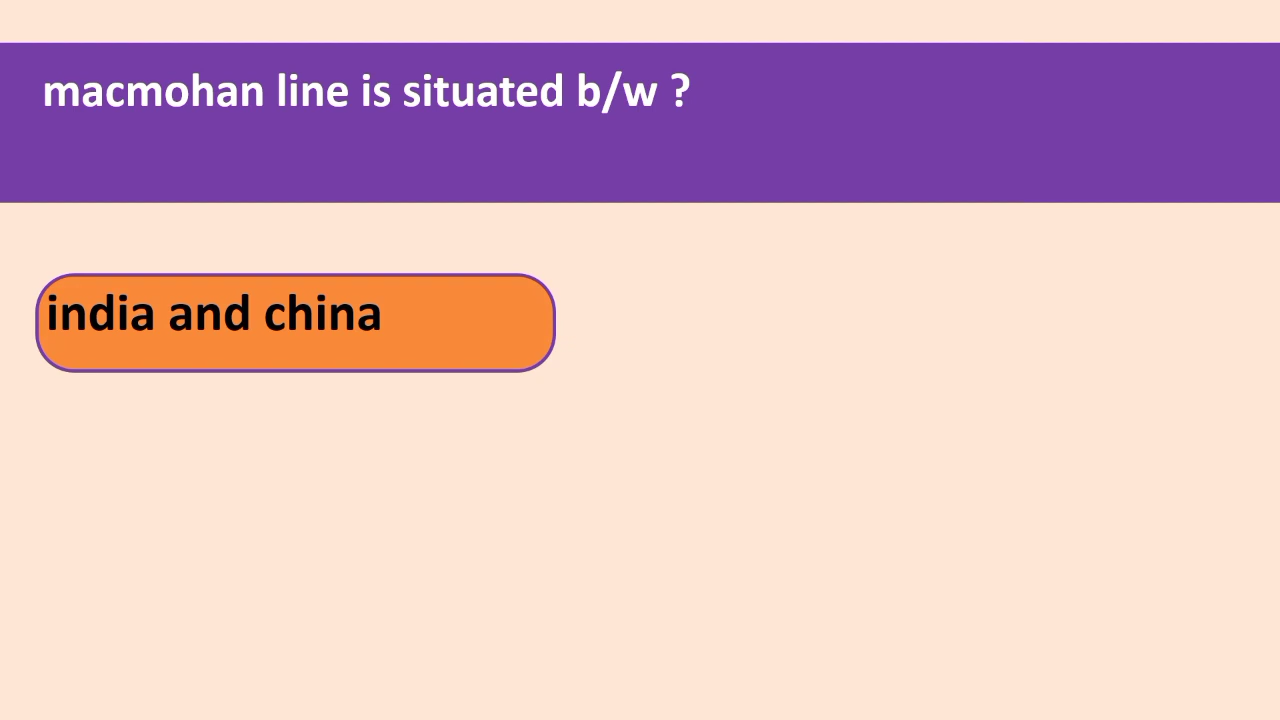 macmohan line is situated b/w ?
india and china